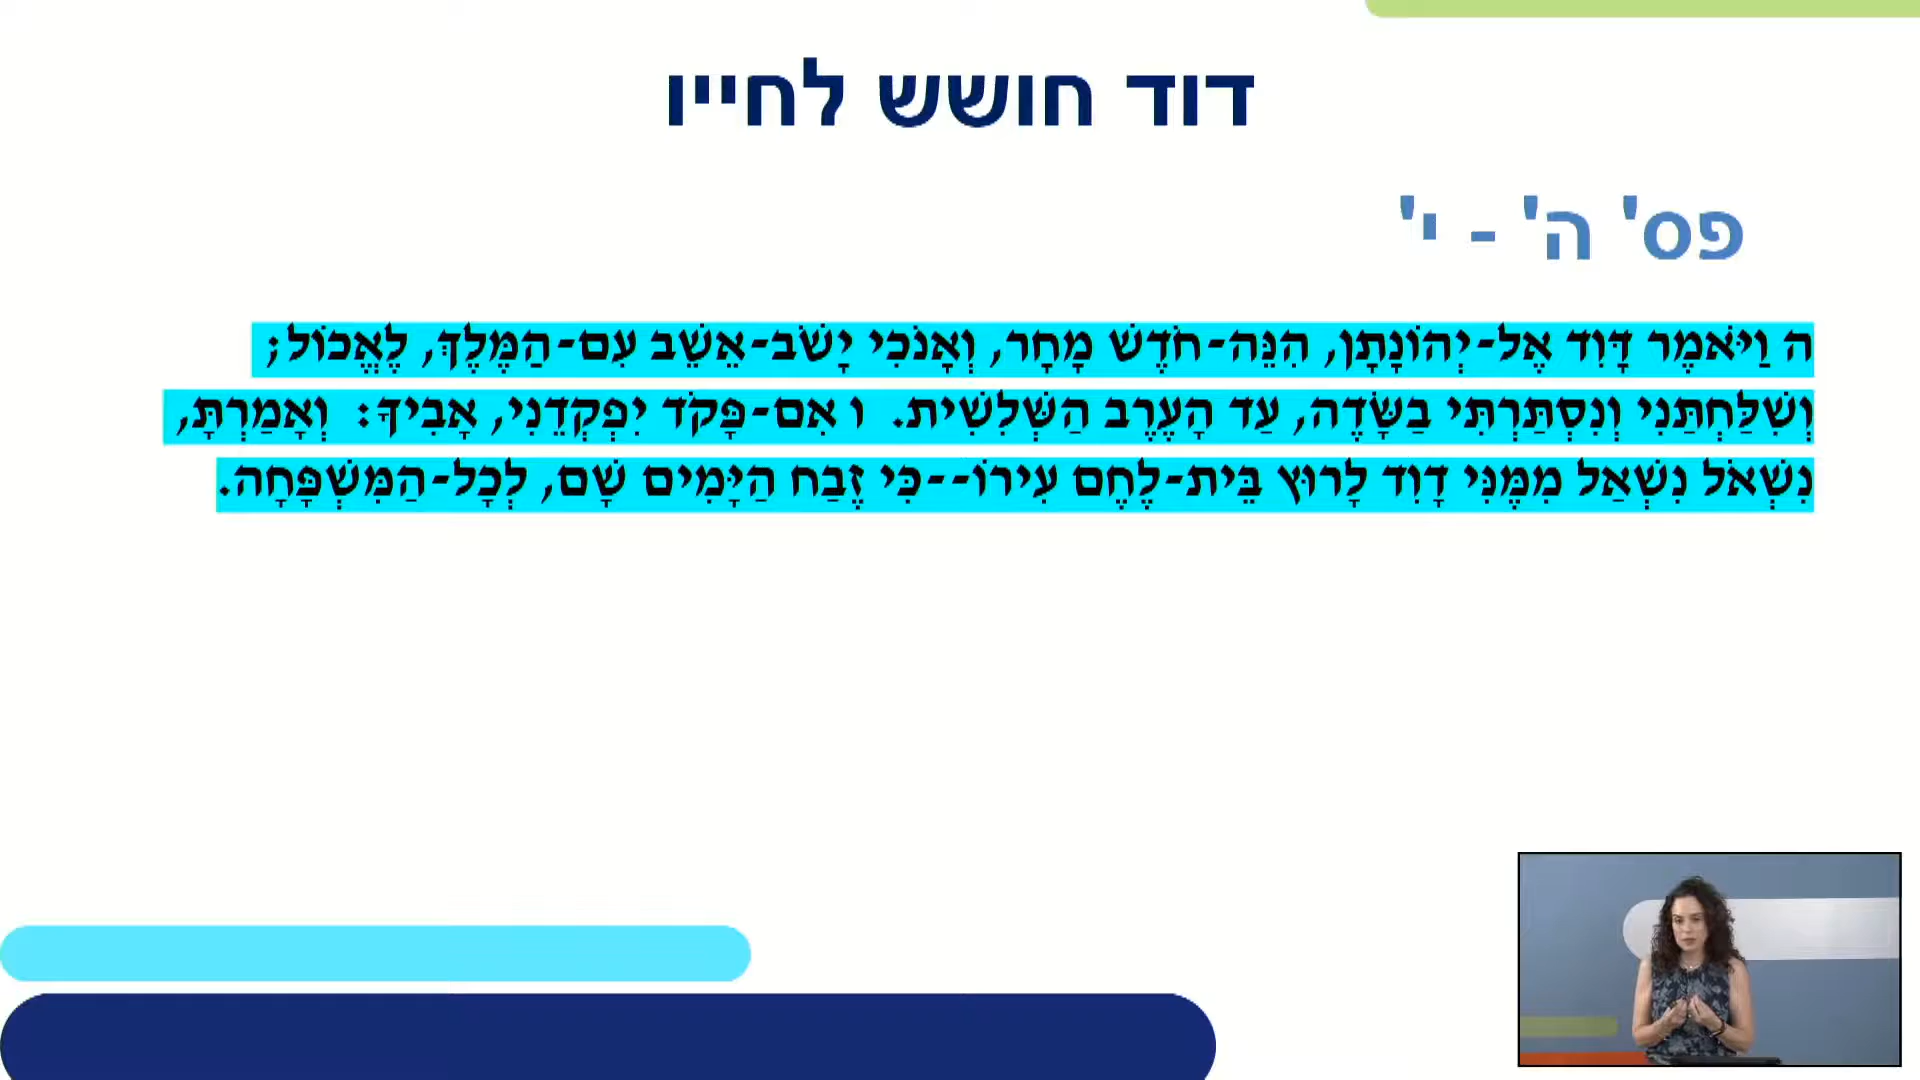 דוד חושש לחייו
פס' ה' - י'
ה וַיֹּאמֶר דָּוִד אֶל-יְהוֹנָתָן, הִנֵּה-חֹדֶשׁ מָחָר, וְאָנֹכִי יָשֹׁב-אֵשֵׁב עִם-הַמֶּלֶךְ, לֶאֱכוֹל;
וְשִׁלַּחְתַּנִי וְנִסְתַּרְתִּי בַשָּׂדֶה, עַד הָעֶרֶב הַשְּׁלִשִׁית. ו אִם-פָּקֹד יִפְקְדֵנִי, אָבִיךָ: וְאָמַרְתָּ,
נִשְׁאֹל נִשְׁאַל מִמֶּנִּי דָוִד לָרוּץ בֵּית-לֶחֶם עִירוֹ--כִּי זֶבַח הַיָּמִים שָׁם, לְכָל-הַמִּשְׁפָּחָה.